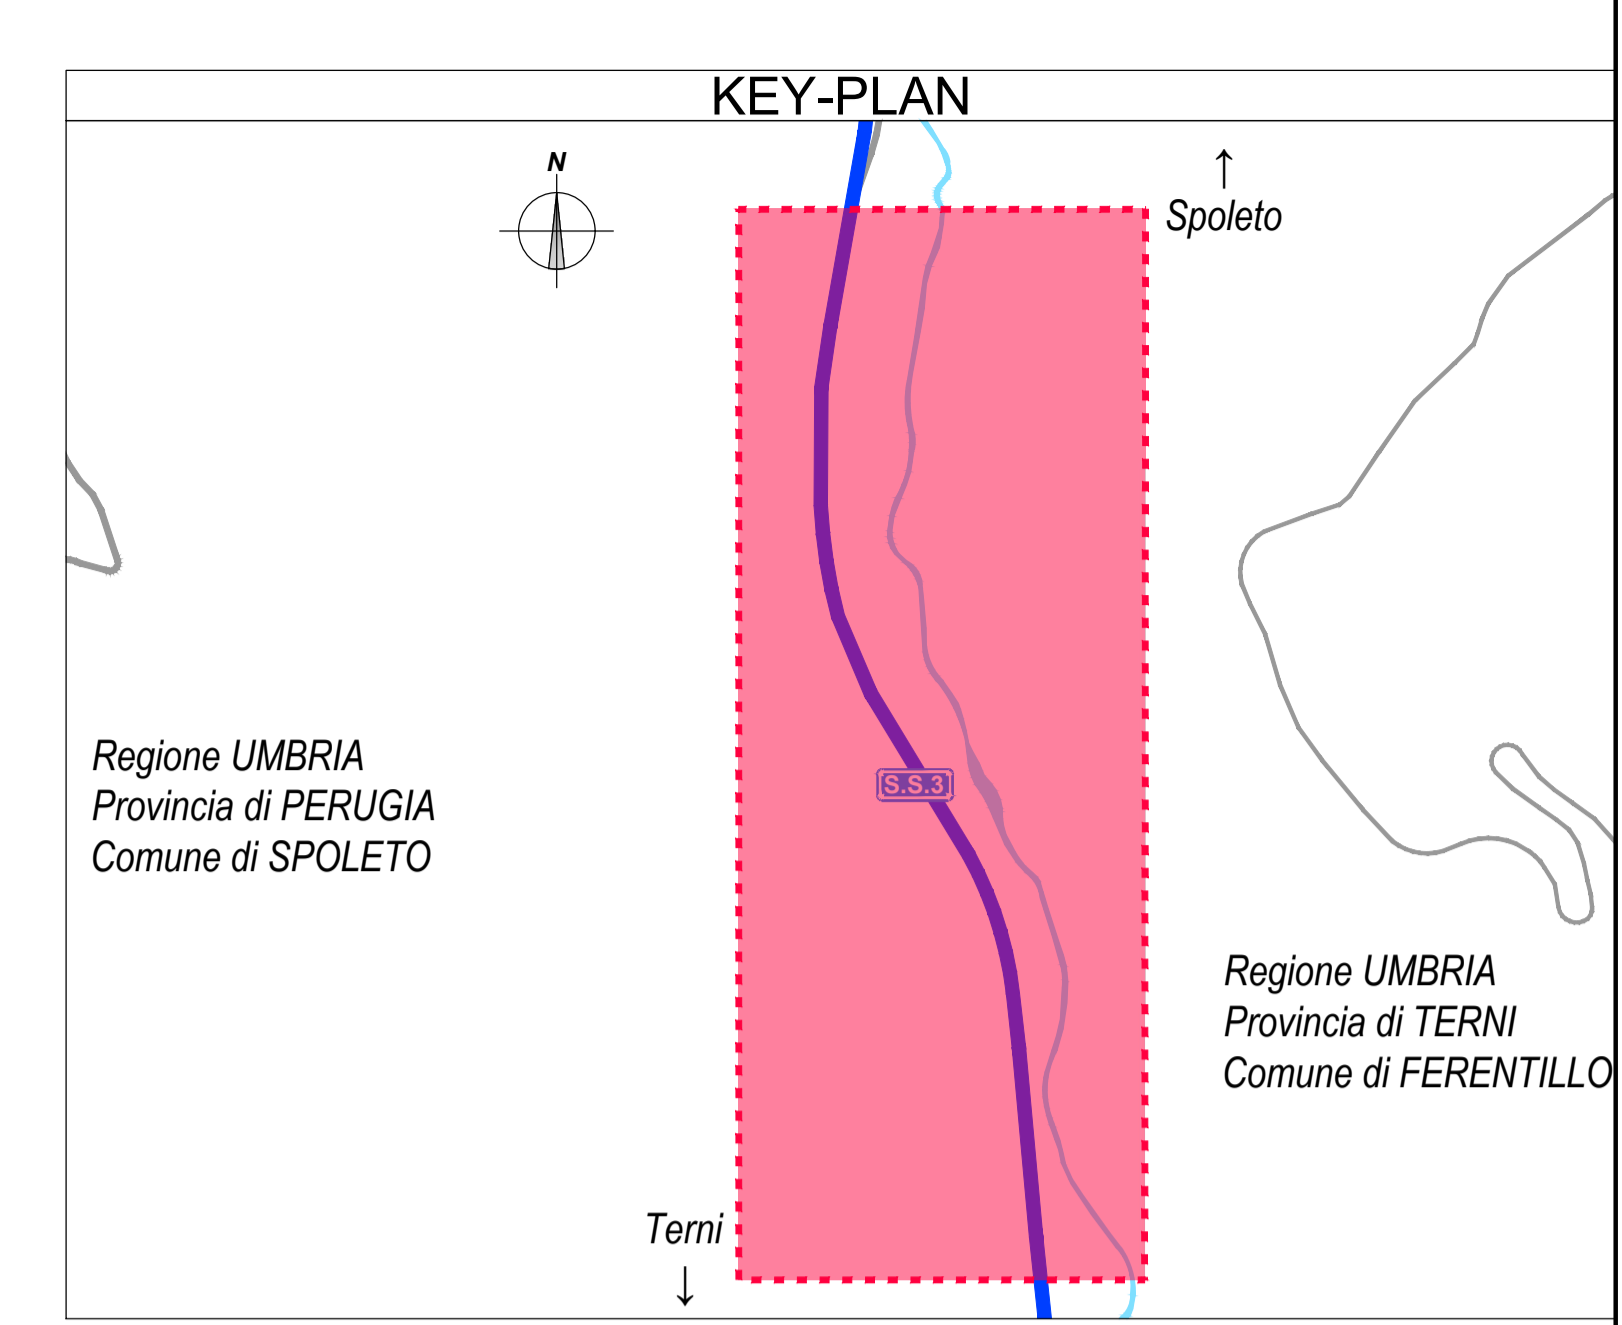 KEY-PLAN
N
↑
Spoleto
Regione UMBRIA
Provincia di PERUGIA
Comune di SPOLETO
S.S.3
Regione UMBRIA
Provincia di TERNI
Comune di FERENTILLO
Terni
↓